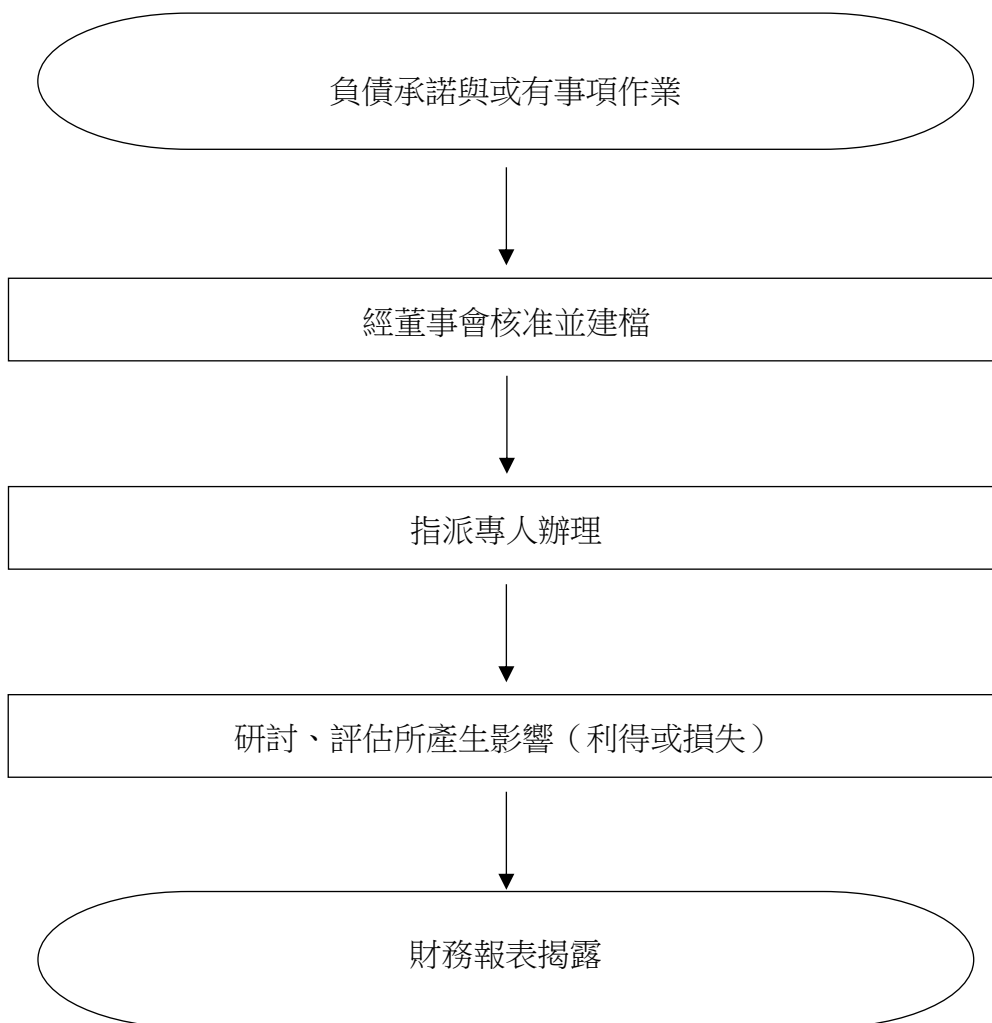 負債承諾與或有事項作業
經董事會核准並建檔
指派專人辦理
研討、評估所產生影響（利得或損失）
財務報表揭露